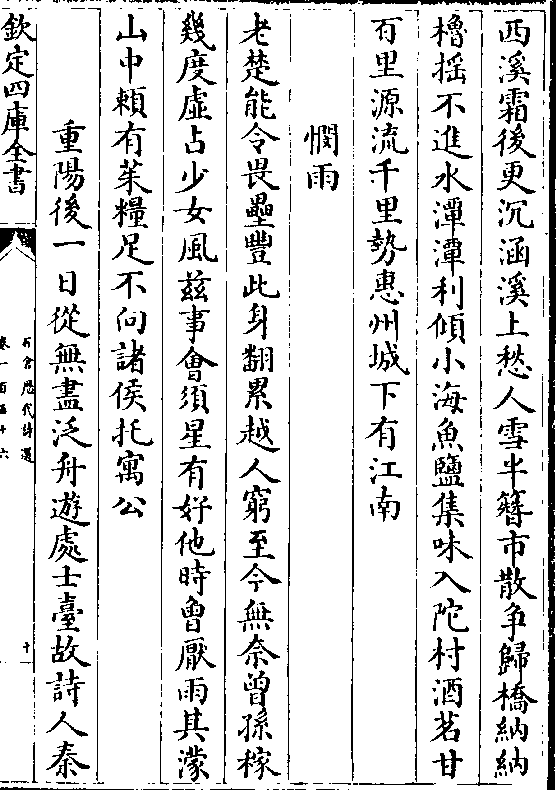 西溪霜後更沉涵溪上愁人雪半簪市散争歸橋納納
櫓揺不進水潭潭利傾小海魚鹽集味入陀村酒茗甘
百里源流千里勢惠州城下有江南
憫雨
老楚能令畏壘豐此身翻累越人窮至今無奈曾孫稼
幾度虚占少女風兹事㑹須星有好他時曾厭雨其濛
山中頼有茱糧足不向諸侯托寓公
重陽後一日從無盡泛舟遊處士臺故詩人秦
欽定四庫全書
石倉歷代詩選
卷一百五十六
十